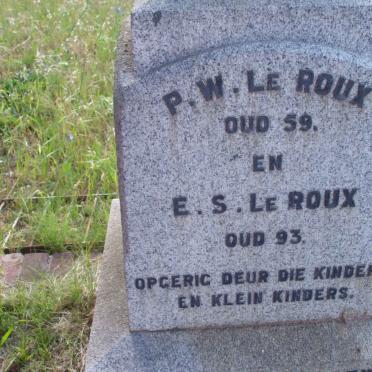 P. W. LE ROUX
OUD 59.
EN
E. S. LE ROUX
OUD 93.
OPGERIG DEUR DIE KINDER
EN KLEIN KINDERS.